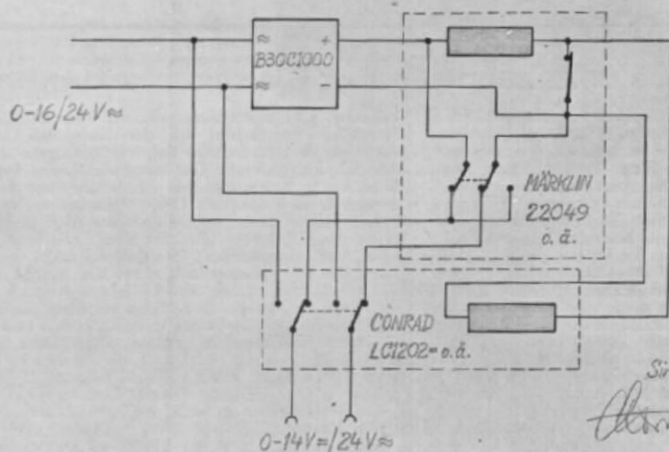 B30C1000
0-16/24V≈
MÄRKLIN
22049
o. ä.
CONRAD
LC1202= o.ä.
0-14V=/24V≈